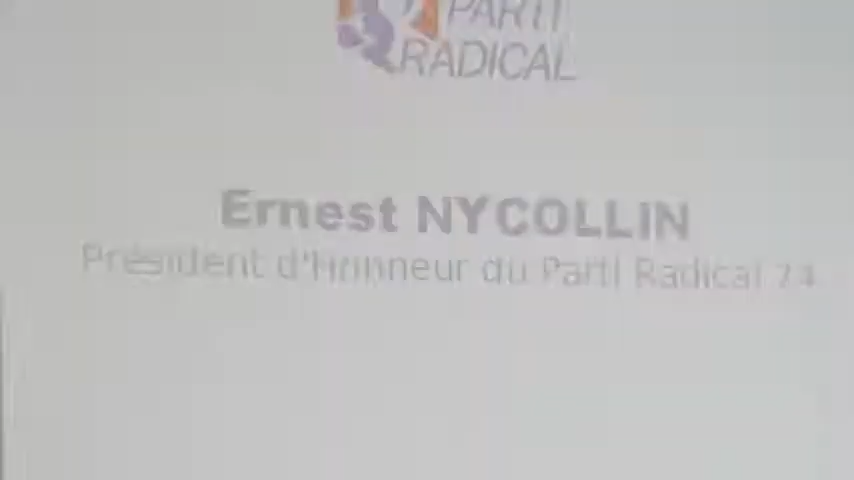 PARTI
RADICAL
Ernest NYCOLLIN
Président d'Honneur du Parti Radical 74